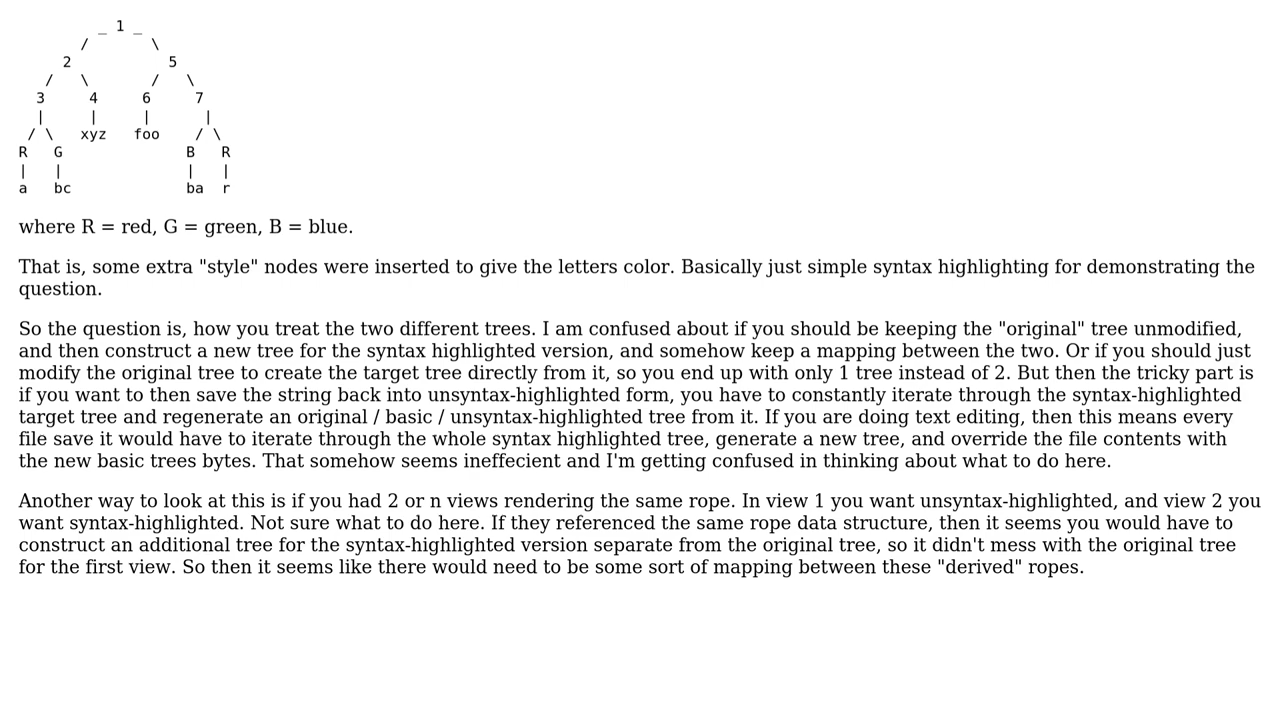 _ 1 _
       /       \
     2           5
   /   \       /   \
  3     4     6     7
  |     |     |      |
 / \   xyz   foo    / \
R   G              B   R
|   |              |   |
a   bc             ba  r
where R = red, G = green, B = blue.
That is, some extra "style" nodes were inserted to give the letters color. Basically just simple syntax highlighting for demonstrating the
question.
So the question is, how you treat the two different trees. I am confused about if you should be keeping the "original" tree unmodified,
and then construct a new tree for the syntax highlighted version, and somehow keep a mapping between the two. Or if you should just
modify the original tree to create the target tree directly from it, so you end up with only 1 tree instead of 2. But then the tricky part is
if you want to then save the string back into unsyntax-highlighted form, you have to constantly iterate through the syntax-highlighted
target tree and regenerate an original / basic / unsyntax-highlighted tree from it. If you are doing text editing, then this means every
file save it would have to iterate through the whole syntax highlighted tree, generate a new tree, and override the file contents with
the new basic trees bytes. That somehow seems ineffecient and I'm getting confused in thinking about what to do here.
Another way to look at this is if you had 2 or n views rendering the same rope. In view 1 you want unsyntax-highlighted, and view 2 you
want syntax-highlighted. Not sure what to do here. If they referenced the same rope data structure, then it seems you would have to
construct an additional tree for the syntax-highlighted version separate from the original tree, so it didn't mess with the original tree
for the first view. So then it seems like there would need to be some sort of mapping between these "derived" ropes.